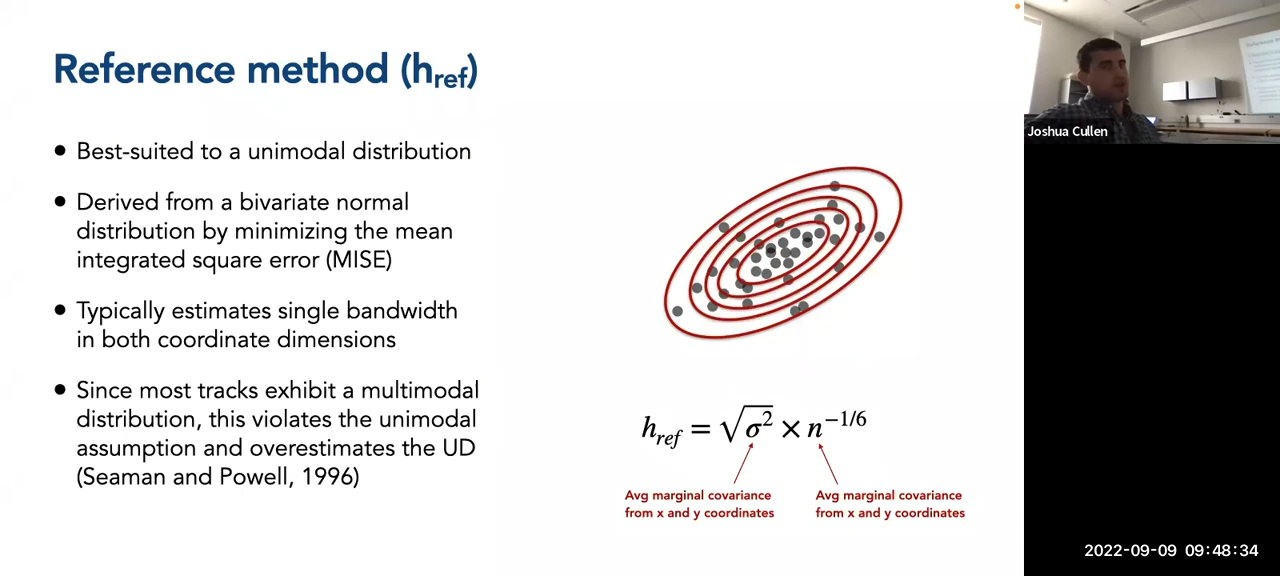 Reference method (href)
• Best-suited to a unimodal distribution
• Derived from a bivariate normal
distribution by minimizing the mean
integrated square error (MISE)
• Typically estimates single bandwidth
in both coordinate dimensions
• Since most tracks exhibit a multimodal
distribution, this violates the unimodal
assumption and overestimates the UD
(Seaman and Powell, 1996)
h_ref = √σ² × n^−1/6
Avg marginal covariance
from x and y coordinates
Avg marginal covariance
from x and y coordinates
Joshua Cullen
2022-09-09 09:48:34